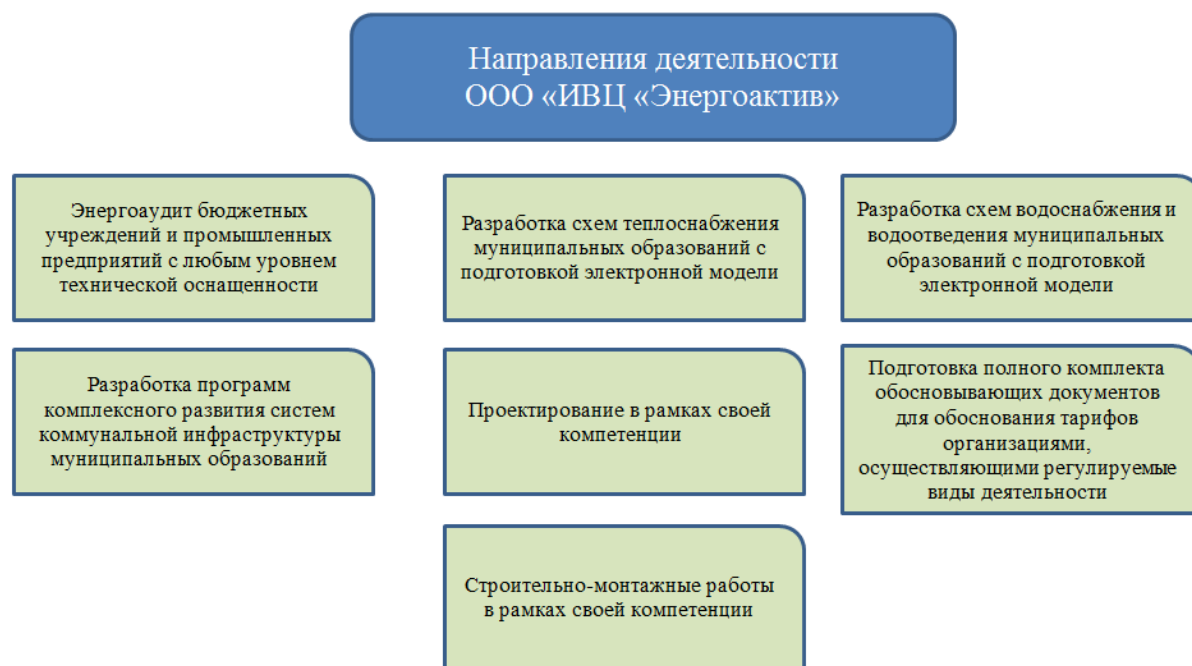 Направления деятельности
ООО «ИВЦ «Энергоактив»
Энергоаудит бюджетных
учреждений и промышленных
предприятий с любым уровнем
технической оснащенности
Разработка схем теплоснабжения
муниципальных образований с
подготовкой электронной модели
Разработка схем водоснабжения и
водоотведения муниципальных
образований с подготовкой
электронной модели
Разработка программ
комплексного развития систем
коммунальной инфраструктуры
муниципальных образований
Проектирование в рамках своей
компетенции
Подготовка полного комплекта
обосновывающих документов
для обоснования тарифов
организациями,
осуществляющими регулируемые
виды деятельности
Строительно-монтажные работы
в рамках своей компетенции